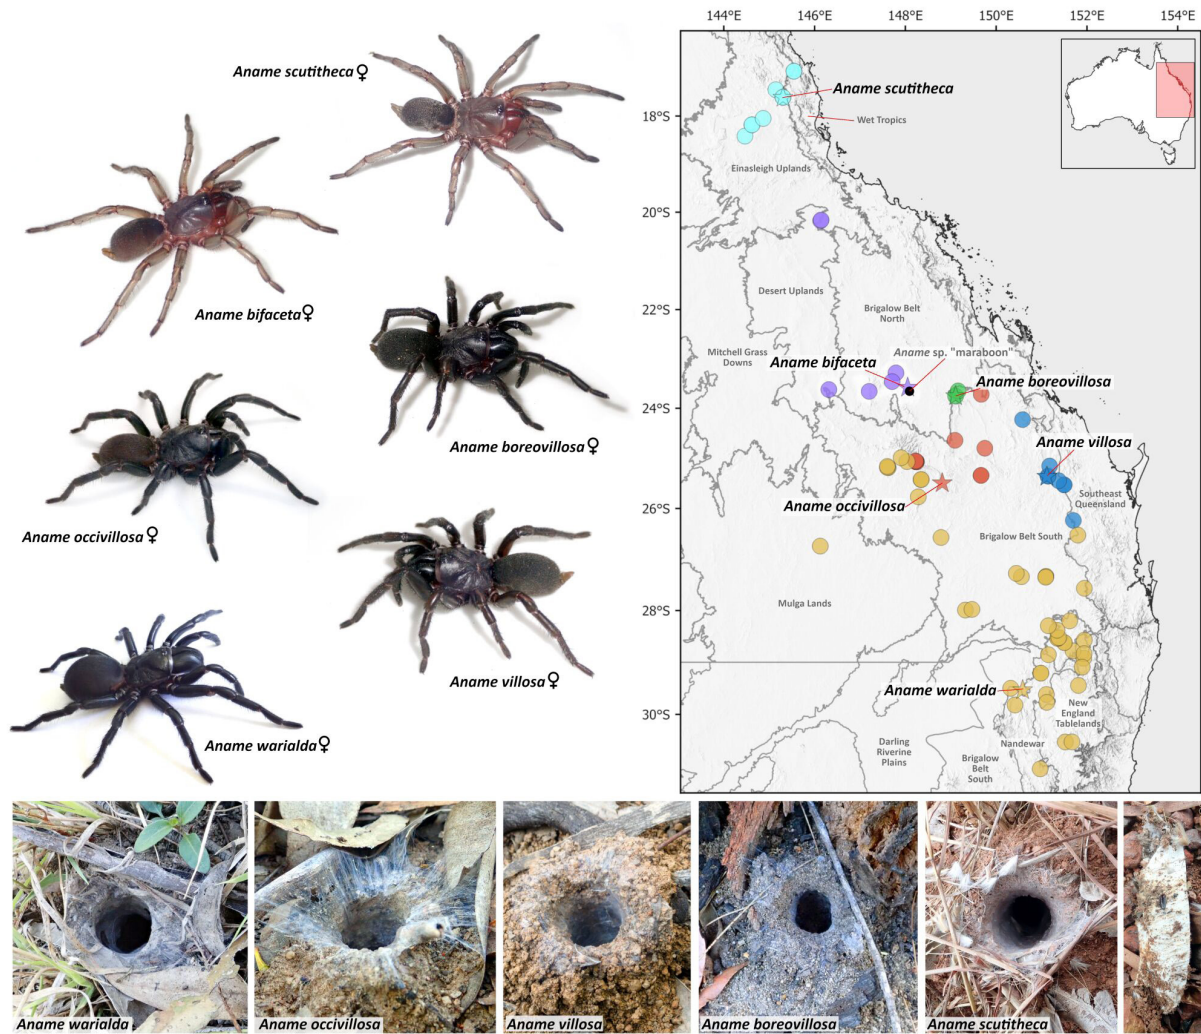 Aname scutitheca♀
Aname bifaceta♀
Aname boreovillosa♀
Aname occivillosa♀
Aname villosa♀
Aname warialda♀
144°E
146°E
148°E
150°E
152°E
154°E
18°S
20°S
22°S
24°S
26°S
28°S
30°S
Aname scutitheca
Wet Tropics
Einasleigh Uplands
Desert Uplands
Brigalow Belt
North
Mitchell Grass
Downs
Aname bifaceta
Aname sp. "maraboon"
Aname boreovillosa
Aname villosa
Southeast
Queensland
Aname occivillosa
Brigalow Belt South
Mulga Lands
Aname warialda
New
England
Tablelands
Nandewar
Darling
Riverine
Plains
Brigalow
Belt
South
Aname warialda
Aname occivillosa
Aname villosa
Aname boreovillosa
Aname scutitheca